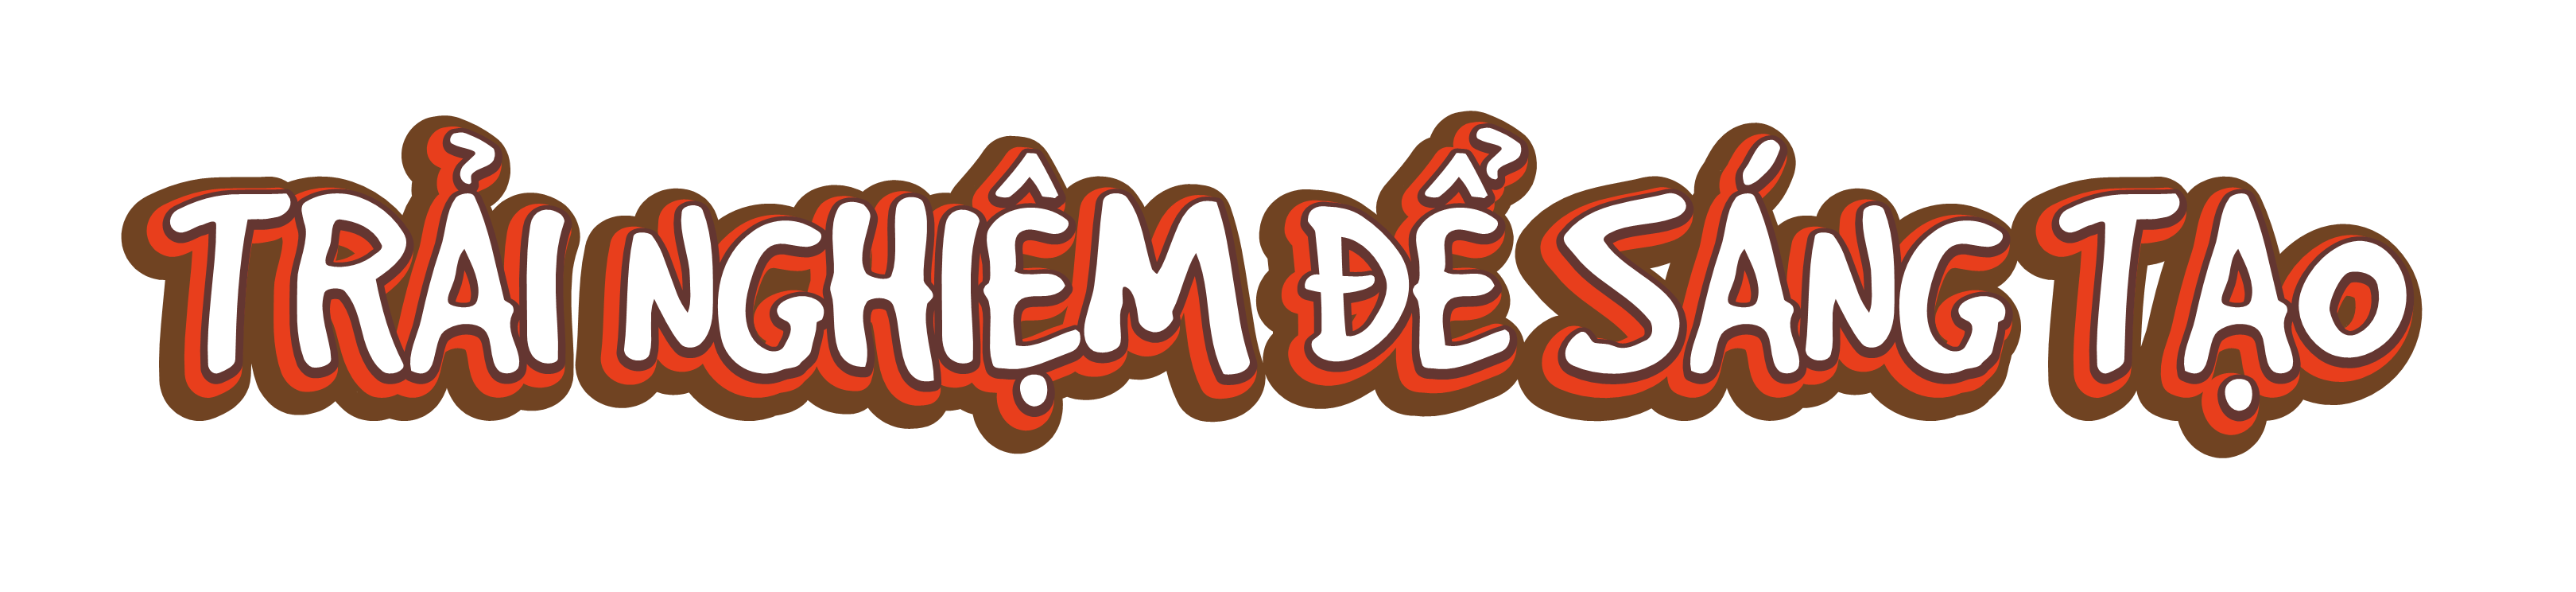 TRẢI NGHIỆM ĐỂ SÁNG TẠO